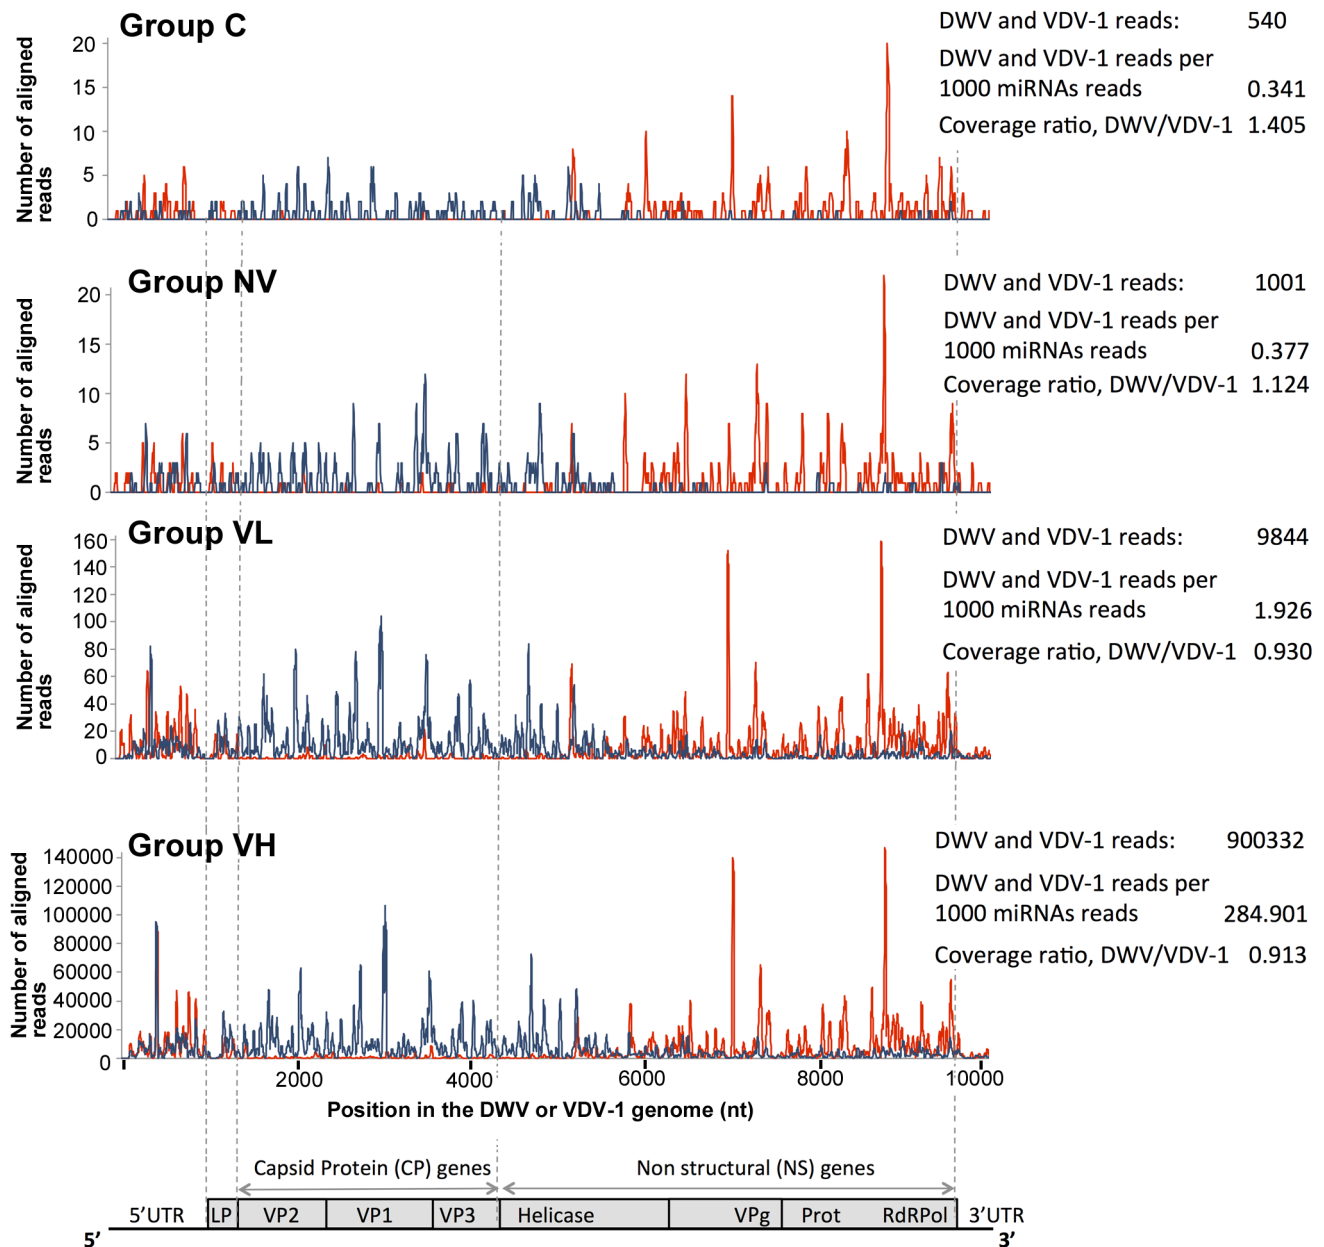 Group C
DWV and VDV-1 reads: 540
DWV and VDV-1 reads per
1000 miRNAs reads 0.341
Coverage ratio, DWV/VDV-1 1.405
Number of aligned
reads
20
15
10
5
0
Group NV
DWV and VDV-1 reads: 1001
DWV and VDV-1 reads per
1000 miRNAs reads 0.377
Coverage ratio, DWV/VDV-1 1.124
Number of aligned
reads
20
15
10
5
0
Group VL
DWV and VDV-1 reads: 9844
DWV and VDV-1 reads per
1000 miRNAs reads 1.926
Coverage ratio, DWV/VDV-1 0.930
Number of aligned
reads
160
140
120
100
80
60
40
20
0
Group VH
DWV and VDV-1 reads: 900332
DWV and VDV-1 reads per
1000 miRNAs reads 284.901
Coverage ratio, DWV/VDV-1 0.913
Number of aligned
reads
140000
120000
100000
80000
60000
40000
20000
0
2000 4000 6000 8000 10000
Position in the DWV or VDV-1 genome (nt)
Capsid Protein (CP) genes Non structural (NS) genes
5'UTR LP VP2 VP1 VP3 Helicase VPg Prot RdRPol 3'UTR
5' 3'